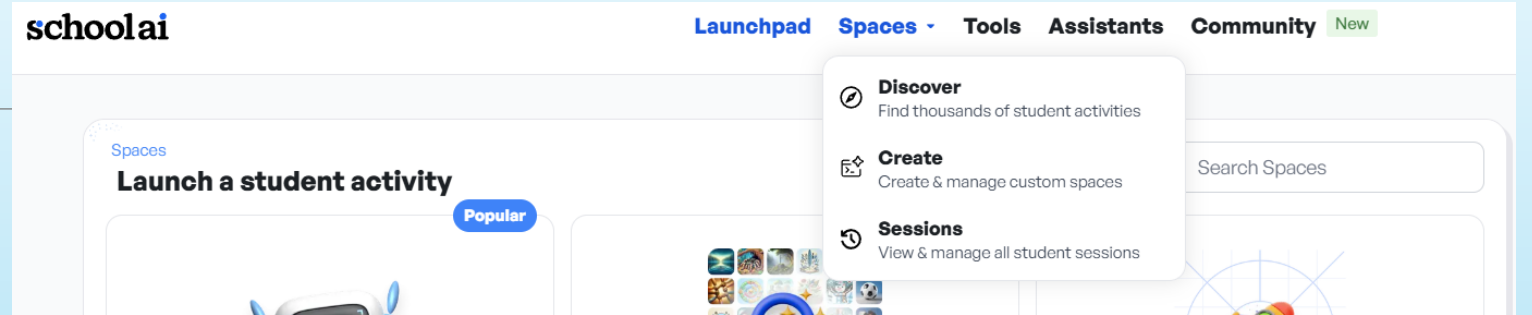 schoolai
Launchpad Spaces Tools Assistants Community New
Discover
Find thousands of student activities
Create
Create & manage custom spaces
Sessions
View & manage all student sessions
Spaces
Launch a student activity
Search Spaces
Popular